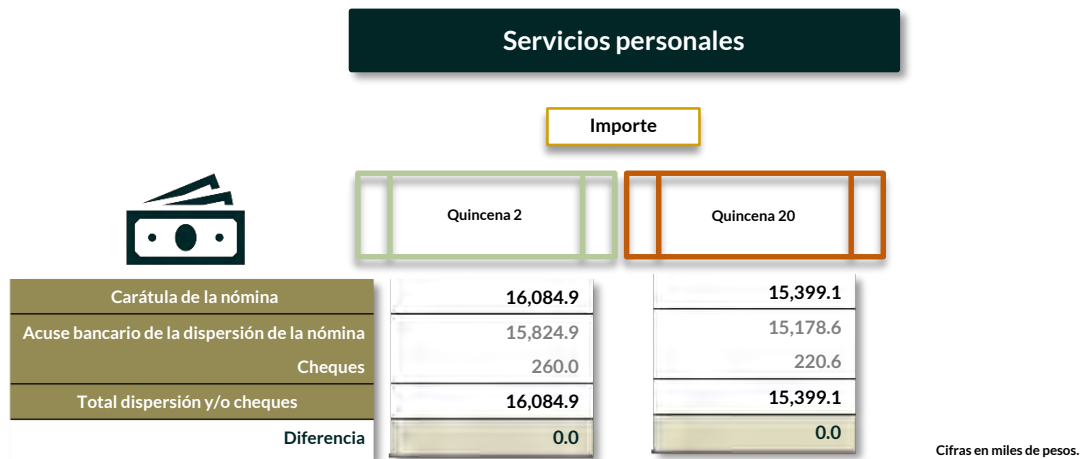 Servicios personales
Importe
Quincena 2 Quincena 20
Carátula de la nómina 16,084.9 15,399.1
Acuse bancario de la dispersión de la nómina 15,824.9 15,178.6
Cheques 260.0 220.6
Total dispersión y/o cheques 16,084.9 15,399.1
Diferencia 0.0 0.0
Cifras en miles de pesos.